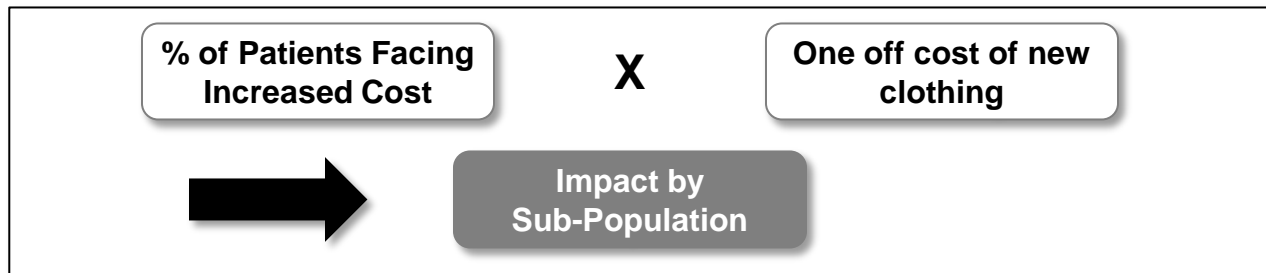 % of Patients Facing
Increased Cost
X
One off cost of new
clothing
Impact by
Sub-Population